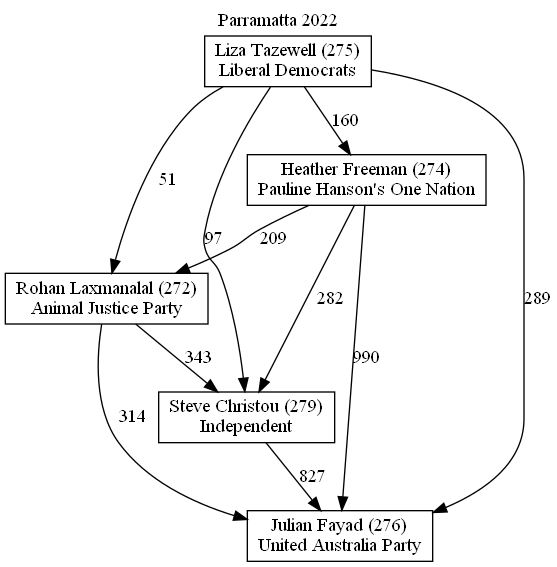 Parramatta 2022
Liza Tazewell (275)
Liberal Democrats
160
Heather Freeman (274)
Pauline Hanson's One Nation
51
97
209
Rohan Laxmanalal (272)
Animal Justice Party
282
289
343
990
Steve Christou (279)
Independent
314
827
Julian Fayad (276)
United Australia Party